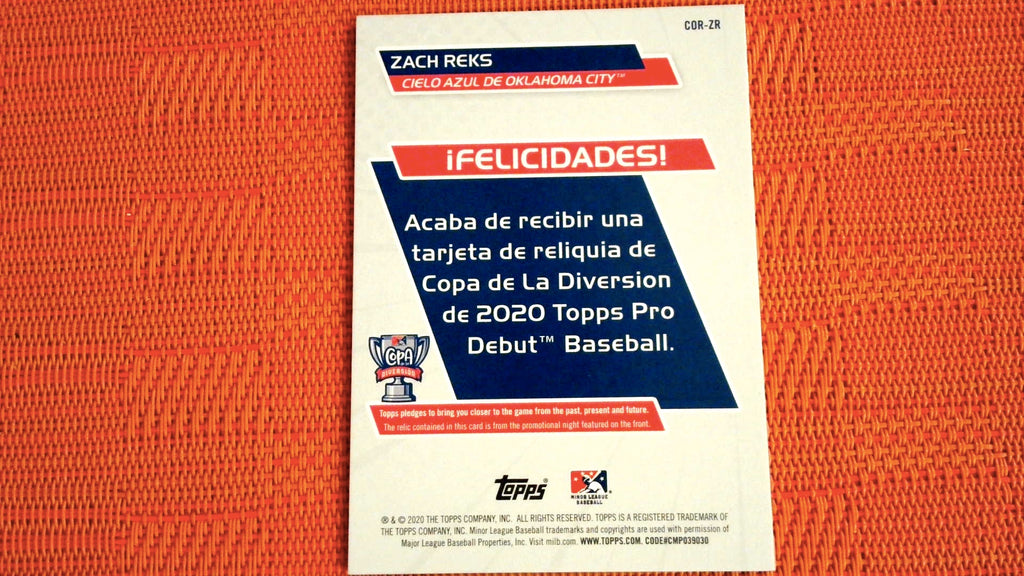 COR-ZR
ZACH REKS
CIELO AZUL DE OKLAHOMA CITY™
¡FELICIDADES!
Acaba de recibir una
tarjeta de reliquia de
Copa de La Diversion
de 2020 Topps Pro
Debut™ Baseball.
COPA
DIVERSION
Topps pledges to bring you closer to the game from the past, present and future.
The relic contained in this card is from the promotional night featured on the front.
Topps®
MINOR LEAGUE
BASEBALL®
® & © 2020 THE TOPPS COMPANY, INC. ALL RIGHTS RESERVED. TOPPS IS A REGISTERED TRADEMARK OF
THE TOPPS COMPANY, INC. Minor League Baseball trademarks and copyrights are used with permission of
Major League Baseball Properties, Inc. Visit milb.com. WWW.TOPPS.COM. CODE#CMP039030